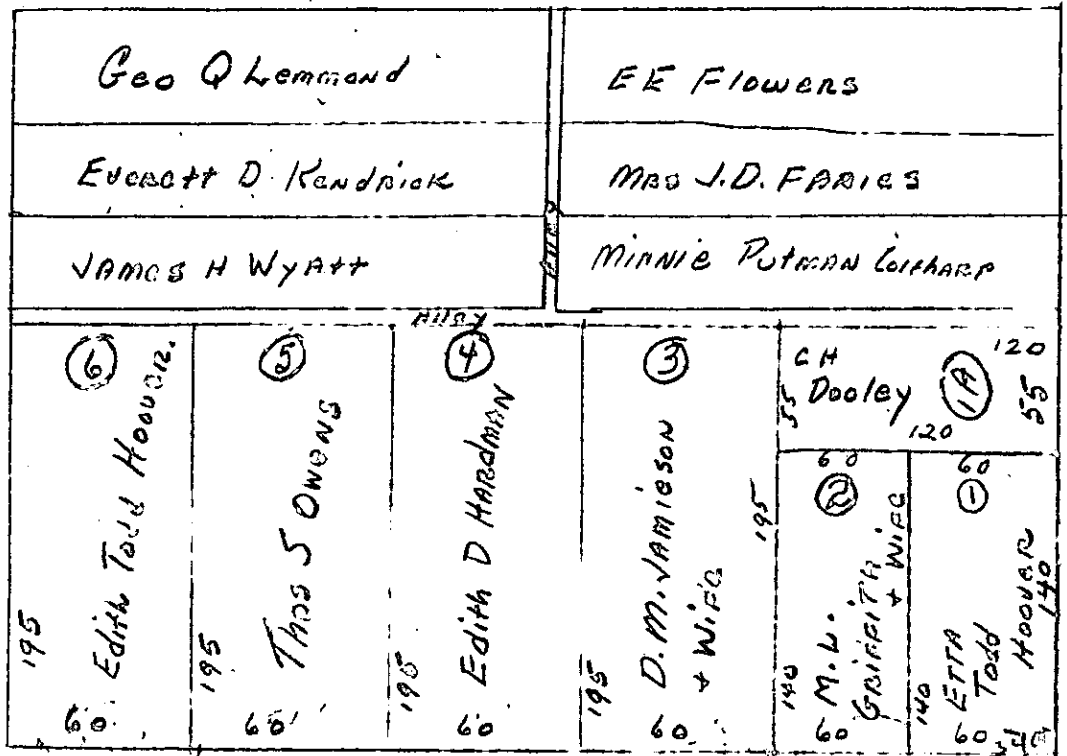 Geo Q Lemmond
EE Flowers
Everett D. Kendrick
Mrs J.D. FARIES
JAMES H WYATT
MINNIE PUTMAN
Alley
Alley
6
Edith Todd Hoover.
195
60
5
Thos S OWENS
195
60
4
Edith D HARDMAN
195
60
3
D.M. JAMIESON
+ WIFE
195
60
195
C H
Dooley
1A
120
55
55
120
60
2
M.L.
GRIFFITH
+ WIFE
140
60
60
1
ETTA
Todd
HOOVER
140
140
60